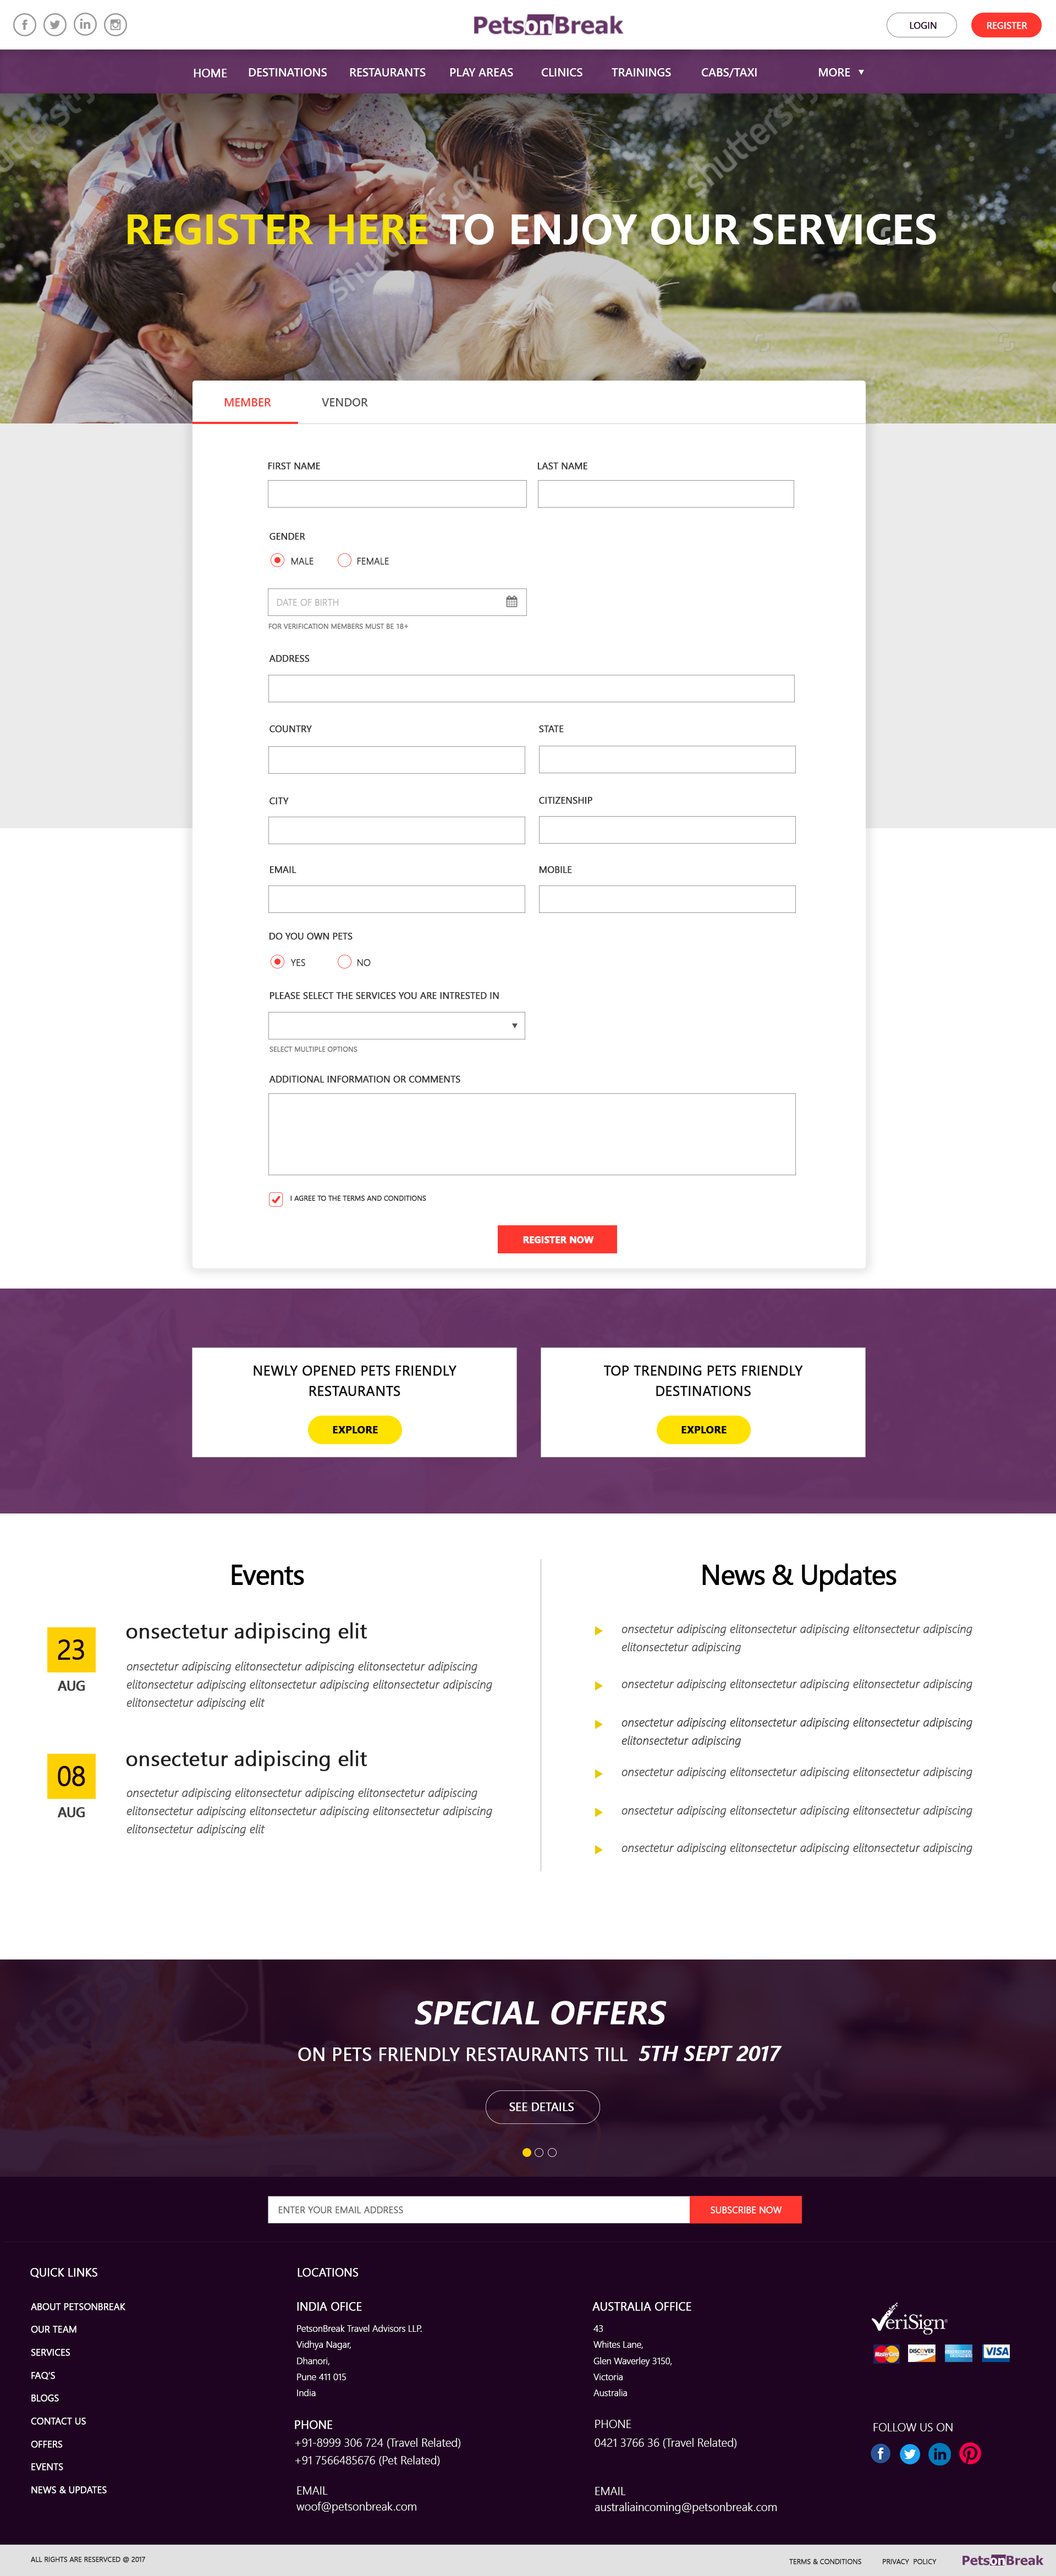 PetsonBreak
LOGIN
REGISTER
HOME DESTINATIONS RESTAURANTS PLAY AREAS CLINICS TRAININGS CABS/TAXI MORE
shutterstock
REGISTER HERE TO ENJOY OUR SERVICES
MEMBER VENDOR
FIRST NAME LAST NAME
GENDER
MALE FEMALE
DATE OF BIRTH
FOR VERIFICATION MEMBERS MUST BE 18+
ADDRESS
COUNTRY STATE
CITY CITIZENSHIP
EMAIL MOBILE
DO YOU OWN PETS
YES NO
PLEASE SELECT THE SERVICES YOU ARE INTRESTED IN
SELECT MULTIPLE OPTIONS
ADDITIONAL INFORMATION OR COMMENTS
I AGREE TO THE TERMS AND CONDITIONS
REGISTER NOW
NEWLY OPENED PETS FRIENDLY
RESTAURANTS
EXPLORE
TOP TRENDING PETS FRIENDLY
DESTINATIONS
EXPLORE
Events
23
AUG
onsectetur adipiscing elit
onsectetur adipiscing elitonsectetur adipiscing elitonsectetur adipiscing
elitonsectetur adipiscing elitonsectetur adipiscing elitonsectetur adipiscing
elitonsectetur adipiscing elit
08
AUG
onsectetur adipiscing elit
onsectetur adipiscing elitonsectetur adipiscing elitonsectetur adipiscing
elitonsectetur adipiscing elitonsectetur adipiscing elitonsectetur adipiscing
elitonsectetur adipiscing elit
News & Updates
onsectetur adipiscing elitonsectetur adipiscing elitonsectetur adipiscing
elitonsectetur adipiscing
onsectetur adipiscing elitonsectetur adipiscing elitonsectetur adipiscing
onsectetur adipiscing elitonsectetur adipiscing elitonsectetur adipiscing
elitonsectetur adipiscing
onsectetur adipiscing elitonsectetur adipiscing elitonsectetur adipiscing
onsectetur adipiscing elitonsectetur adipiscing elitonsectetur adipiscing
onsectetur adipiscing elitonsectetur adipiscing elitonsectetur adipiscing
SPECIAL OFFERS
ON PETS FRIENDLY RESTAURANTS TILL 5TH SEPT 2017
SEE DETAILS
ENTER YOUR EMAIL ADDRESS
SUBSCRIBE NOW
QUICK LINKS
ABOUT PETSONBREAK
OUR TEAM
SERVICES
FAQ'S
BLOGS
CONTACT US
OFFERS
EVENTS
NEWS & UPDATES
LOCATIONS
INDIA OFICE
PetsonBreak Travel Advisors LLP.
Vidhya Nagar,
Dhanori,
Pune 411 015
India
PHONE
+91-8999 306 724 (Travel Related)
+91 7566485676 (Pet Related)
EMAIL
woof@petsonbreak.com
AUSTRALIA OFFICE
43
Whites Lane,
Glen Waverley 3150,
Victoria
Australia
PHONE
0421 3766 36 (Travel Related)
EMAIL
australiaincoming@petsonbreak.com
VeriSign
MasterCard DISCOVER AMERICAN EXPRESS VISA
FOLLOW US ON
ALL RIGHTS ARE RESERVCED @ 2017
TERMS & CONDITIONS
PRIVACY POLICY
PetsonBreak